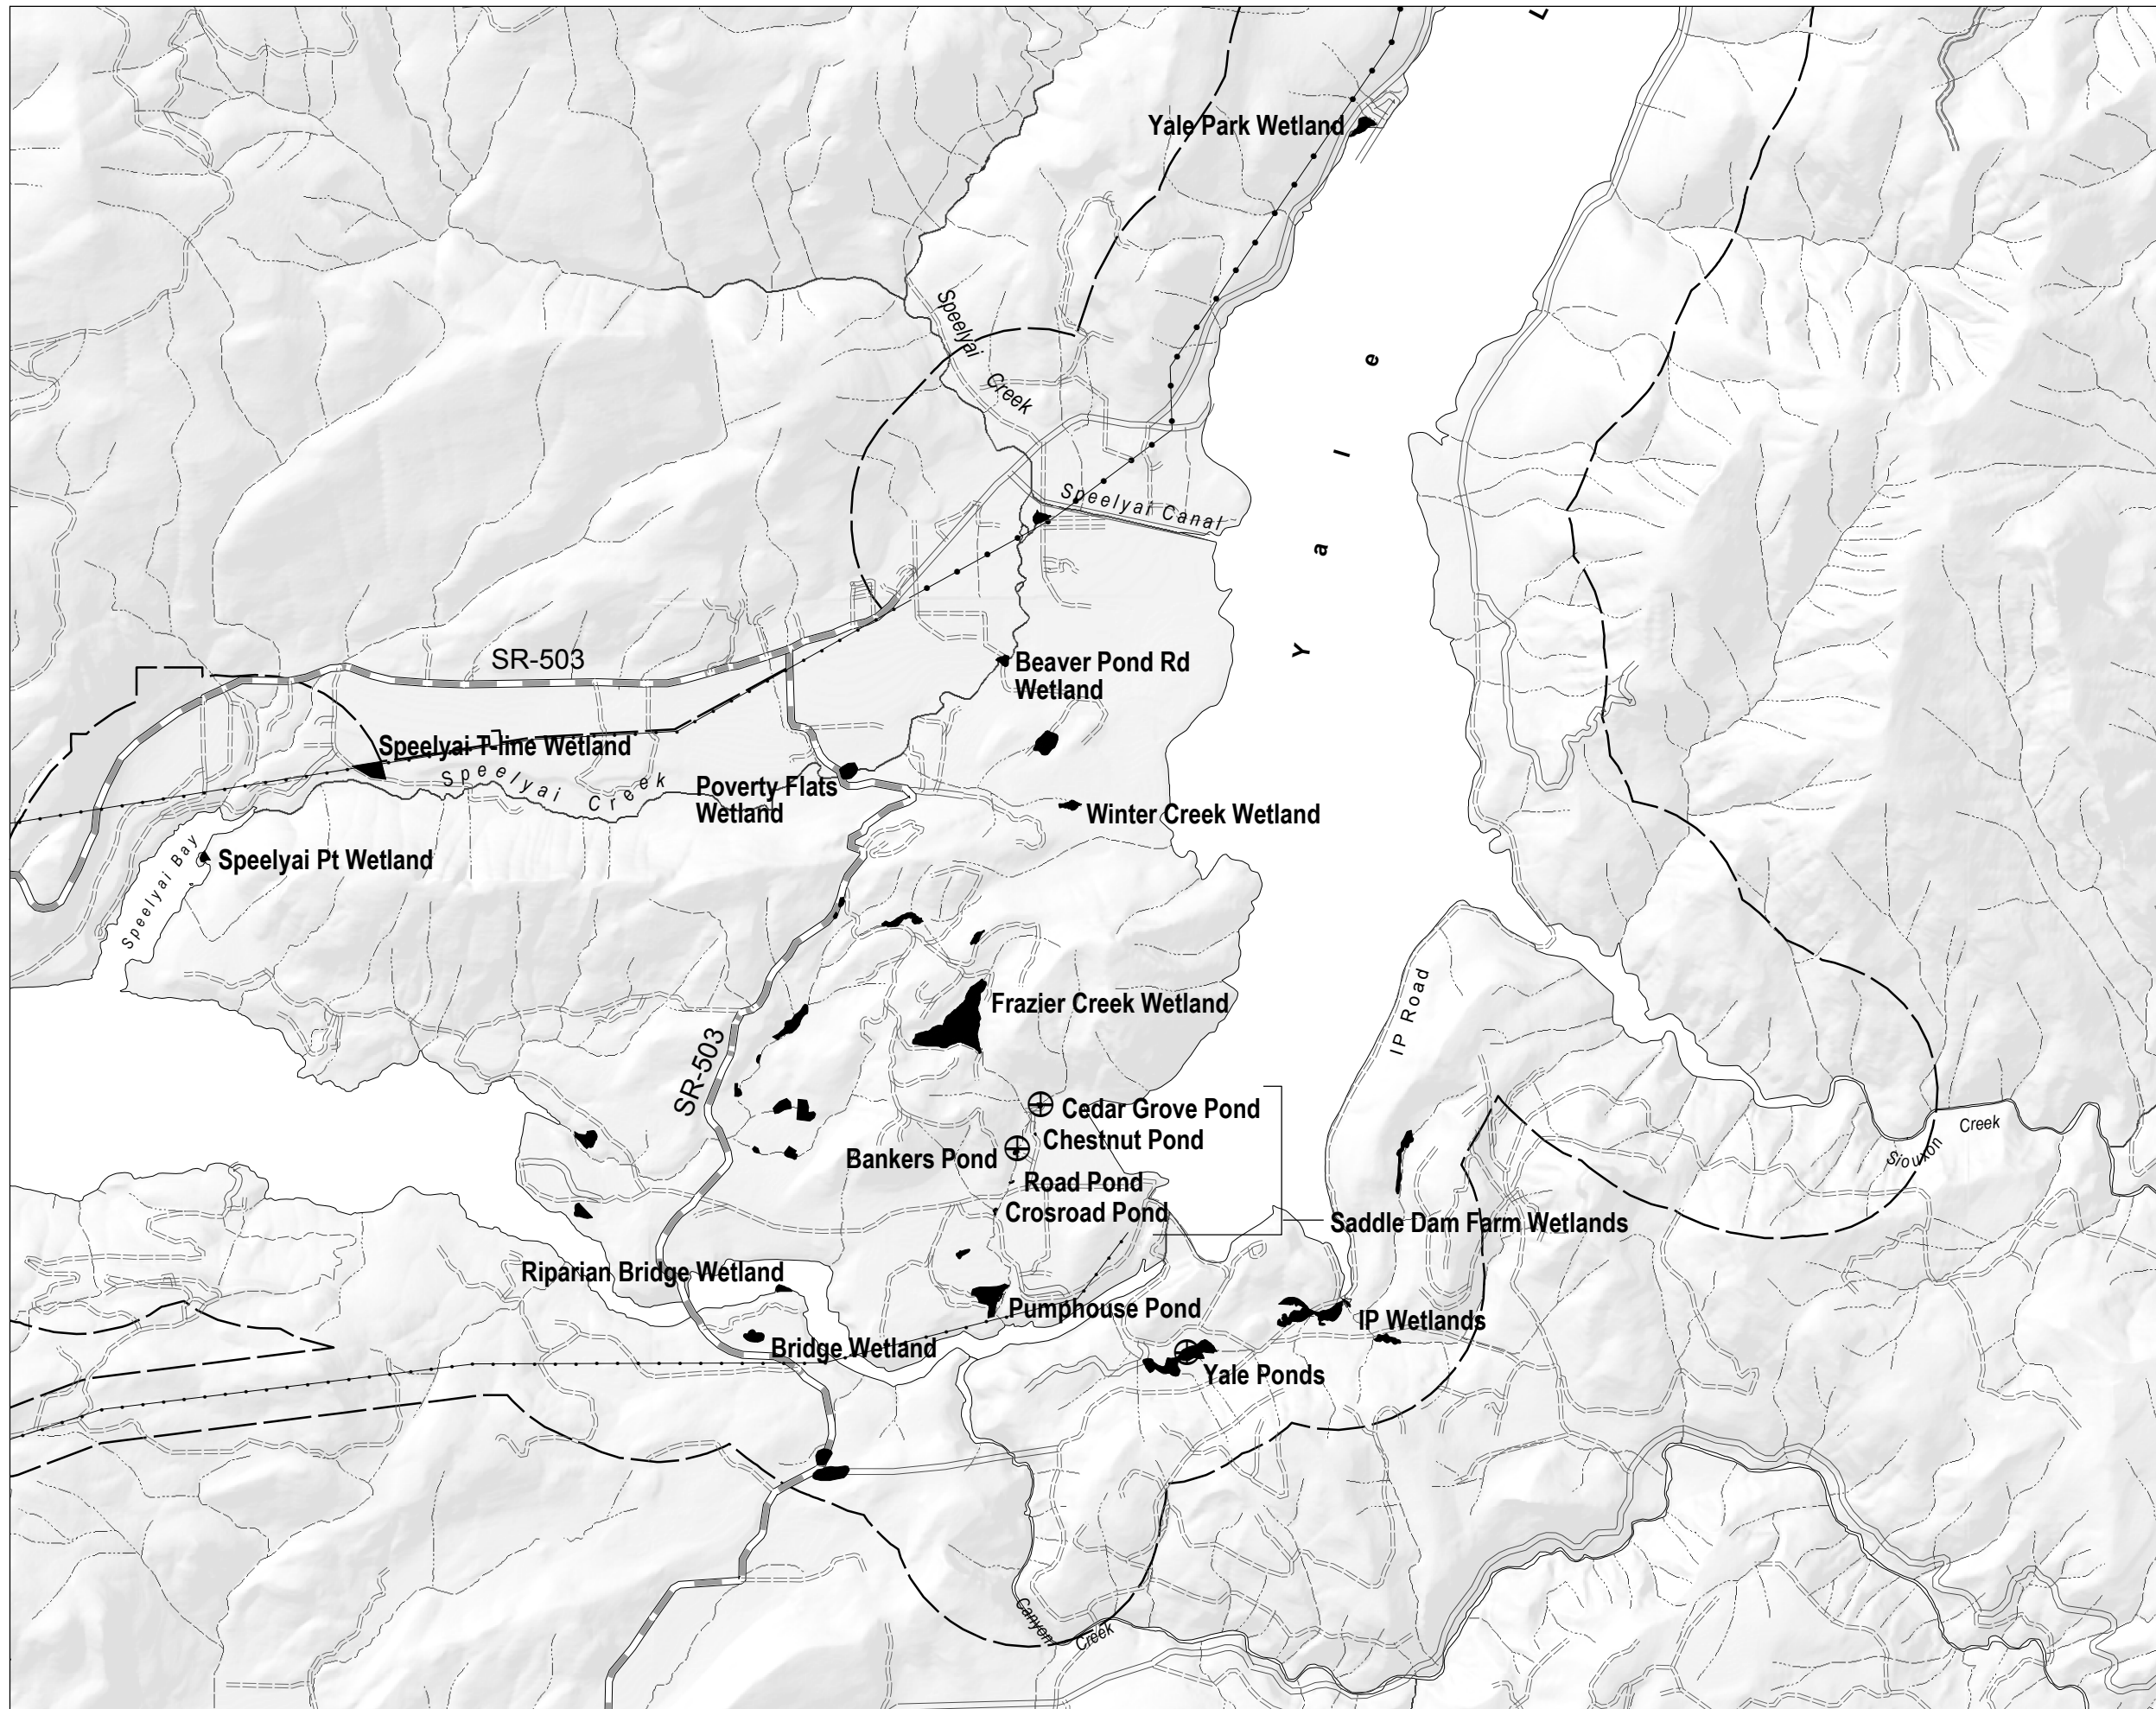 L
Yale Park Wetland
Speelyai
Creek
Y a l e
Speelyai Canal
SR-503
Beaver Pond Rd
Wetland
Speelyai T-line Wetland
Speelyai Creek
Poverty Flats
Wetland
Winter Creek Wetland
Speelyai Bay
Speelyai Pt Wetland
IP Road
Frazier Creek Wetland
SR-503
Cedar Grove Pond
Chestnut Pond
Bankers Pond
Siouxon
Creek
Road Pond
Crosroad Pond
Saddle Dam Farm Wetlands
Riparian Bridge Wetland
Pumphouse Pond
IP Wetlands
Bridge Wetland
Yale Ponds
Canyon
Creek